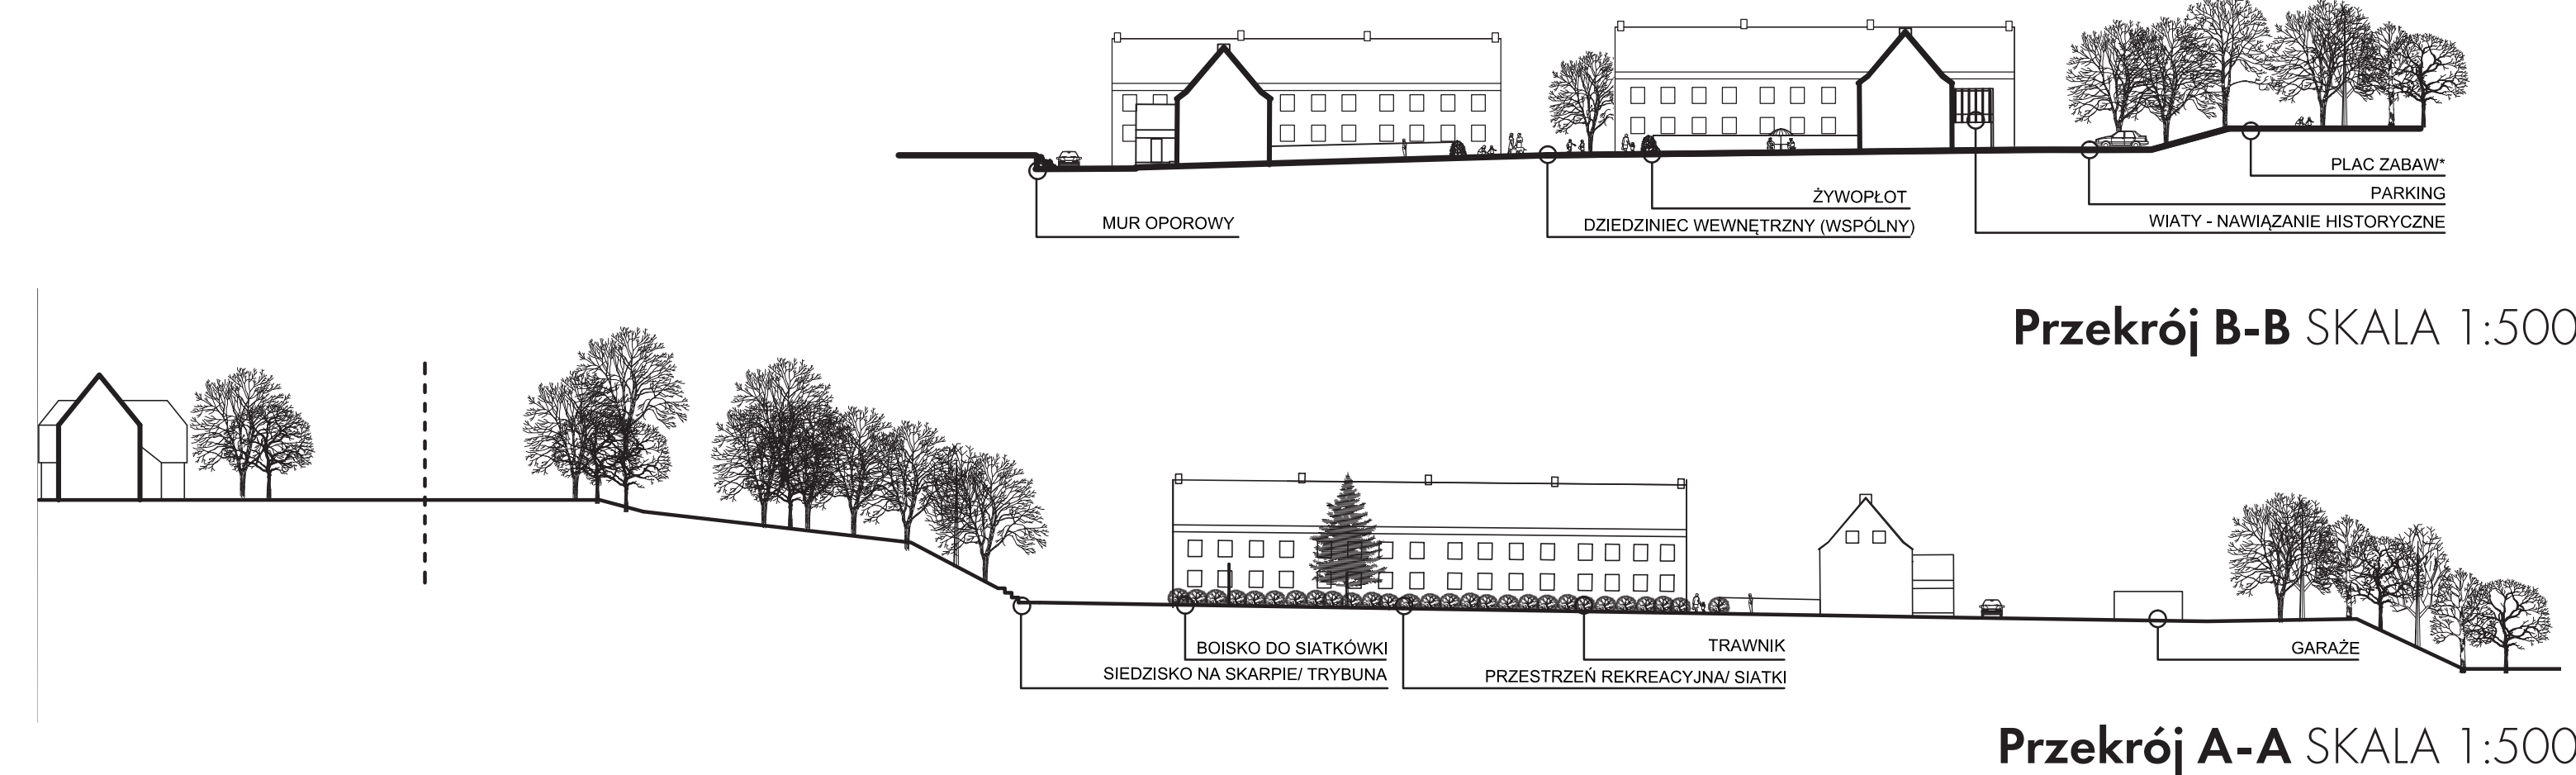 PLAC ZABAW*
PARKING
WIATY - NAWIĄZANIE HISTORYCZNE
ŻYWOPŁOT
DZIEDZINIEC WEWNĘTRZNY (WSPÓLNY)
MUR OPOROWY
Przekrój B-B SKALA 1:500
BOISKO DO SIATKÓWKI
SIEDZISKO NA SKARPIE/ TRYBUNA
TRAWNIK
PRZESTRZEŃ REKREACYJNA/ SIATKI
GARAŻE
Przekrój A-A SKALA 1:500